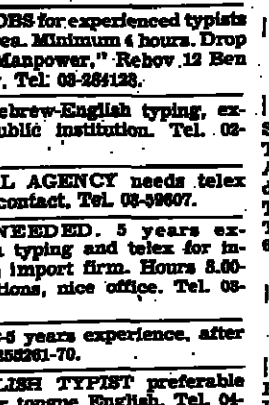 OBS for experienced typists
ea. Minimum 4 hours. Drop
Manpower," Rehov 12 Ben
. Tel: 03-284123.
ebrew-English typing, ex-
ublic institution. Tel. 02-
L AGENCY needs telex
contact, Tel. 03-59607.
NEEDED. 5 years ex-
typing and telex for in-
import firm. Hours 8.00-
tions, nice office. Tel. 03-
-5 years experience, after
LISH TYPIST preferable
r tongue English. Tel. 04-